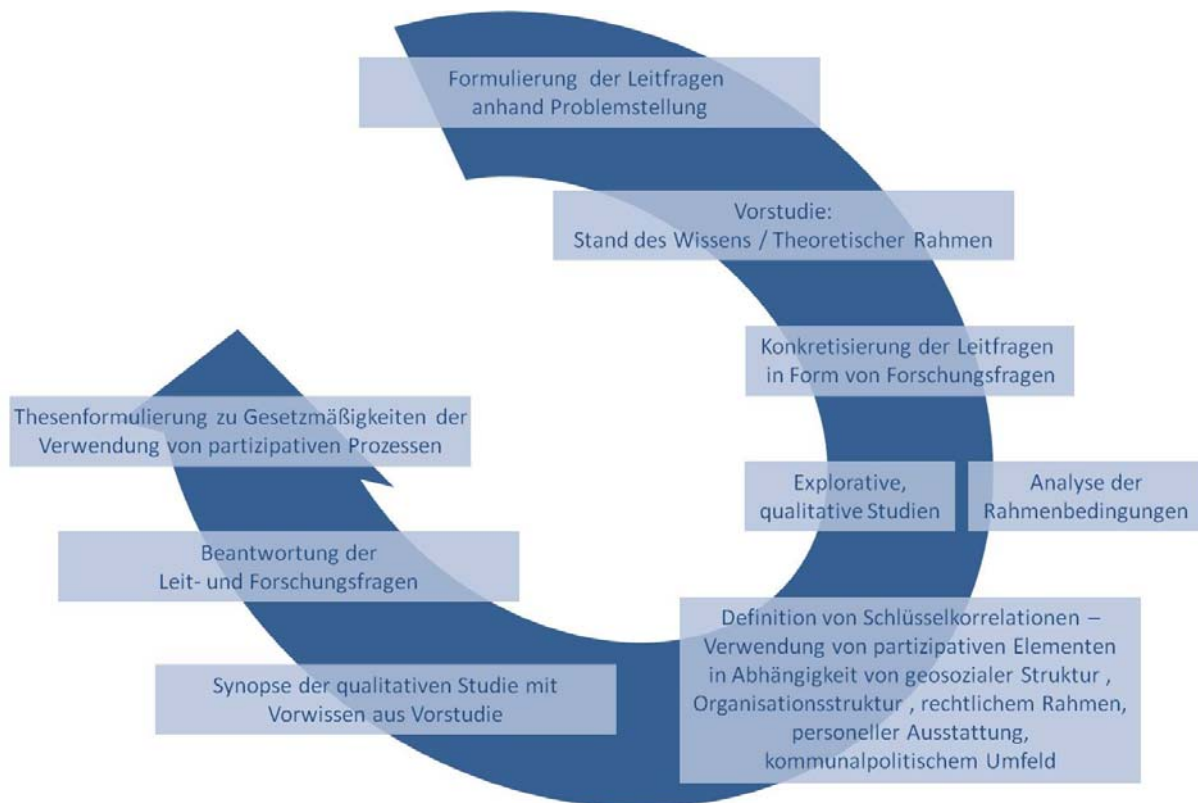 Formulierung der Leitfragen
anhand Problemstellung
Vorstudie:
Stand des Wissens / Theoretischer Rahmen
Konkretisierung der Leitfragen
in Form von Forschungsfragen
Explorative,
qualitative Studien
Analyse der
Rahmenbedingungen
Definition von Schlüsselkorrelationen –
Verwendung von partizipativen Elementen
in Abhängigkeit von geosozialer Struktur ,
Organisationsstruktur , rechtlichem Rahmen,
personeller Ausstattung,
kommunalpolitischem Umfeld
Synopse der qualitativen Studie mit
Vorwissen aus Vorstudie
Beantwortung der
Leit- und Forschungsfragen
Thesenformulierung zu Gesetzmäßigkeiten der
Verwendung von partizipativen Prozessen